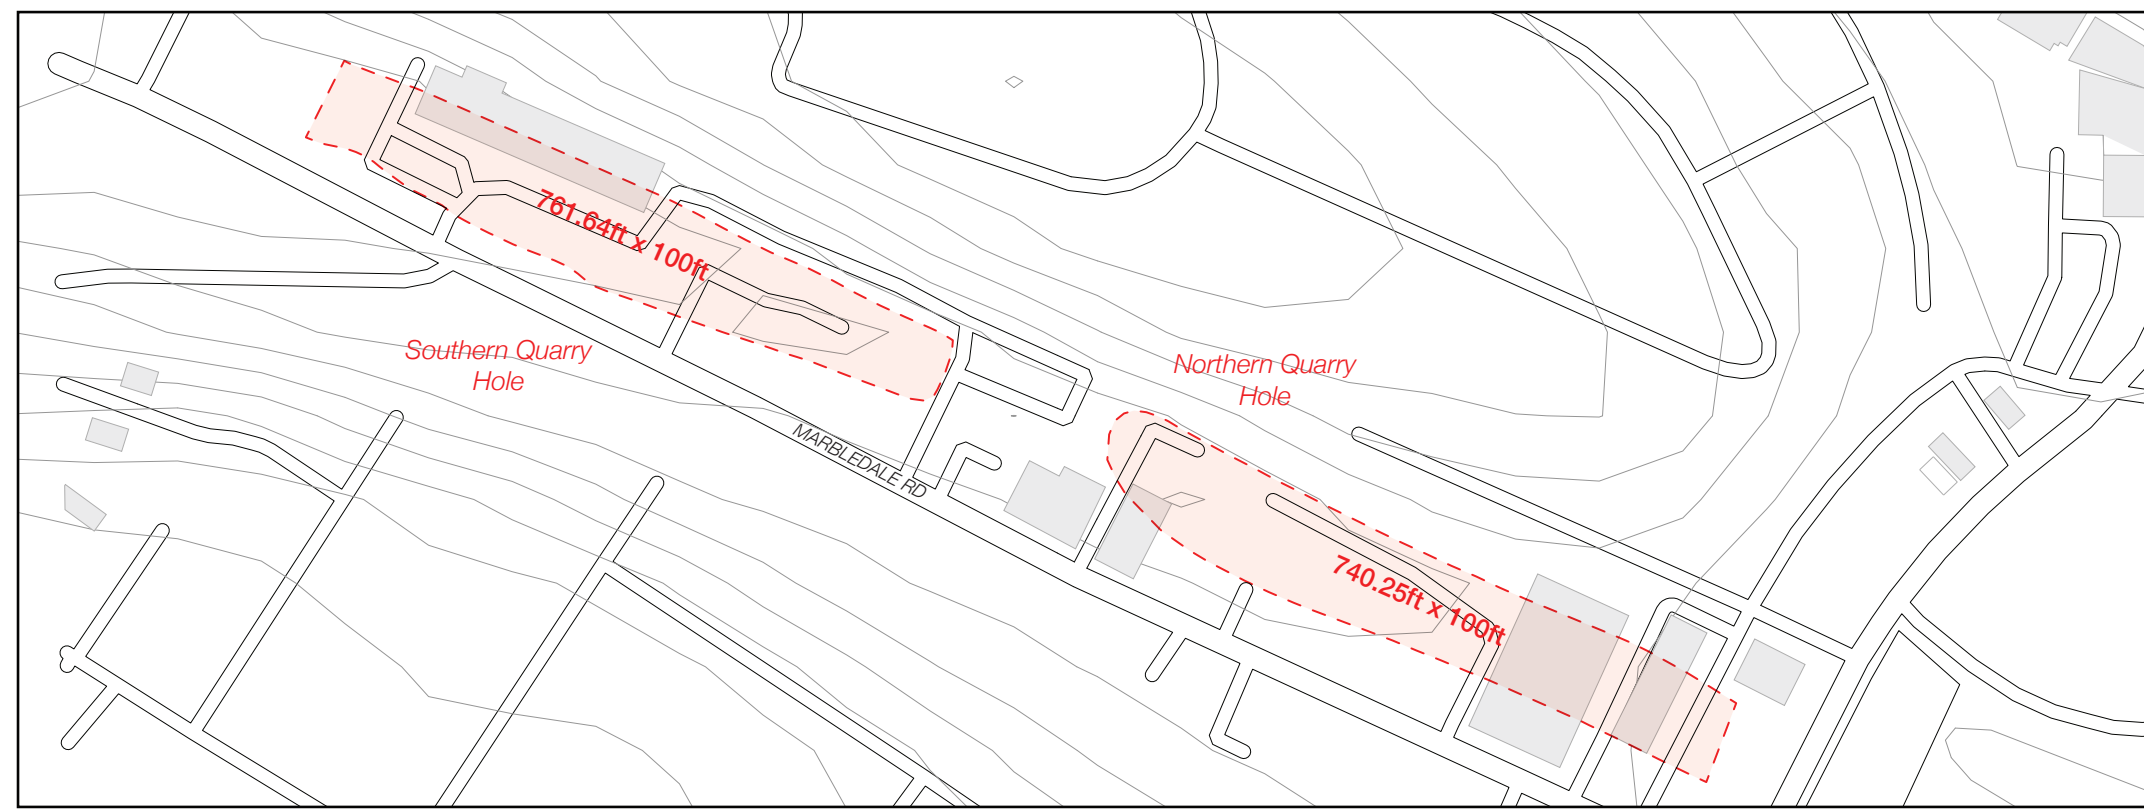 761.64ft x 100ft
Southern Quarry
Hole
Northern Quarry
Hole
MARBLEDALE RD
740.25ft x 100ft